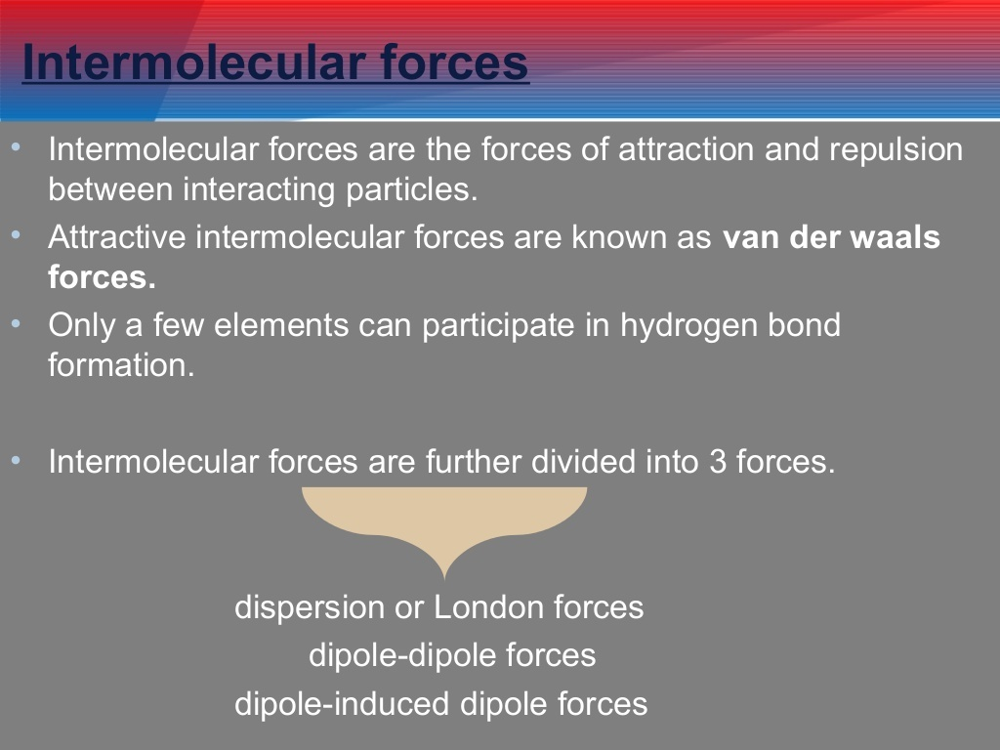 Intermolecular forces
• Intermolecular forces are the forces of attraction and repulsion
between interacting particles.
• Attractive intermolecular forces are known as van der waals
forces.
• Only a few elements can participate in hydrogen bond
formation.
• Intermolecular forces are further divided into 3 forces.
dispersion or London forces
dipole-dipole forces
dipole-induced dipole forces